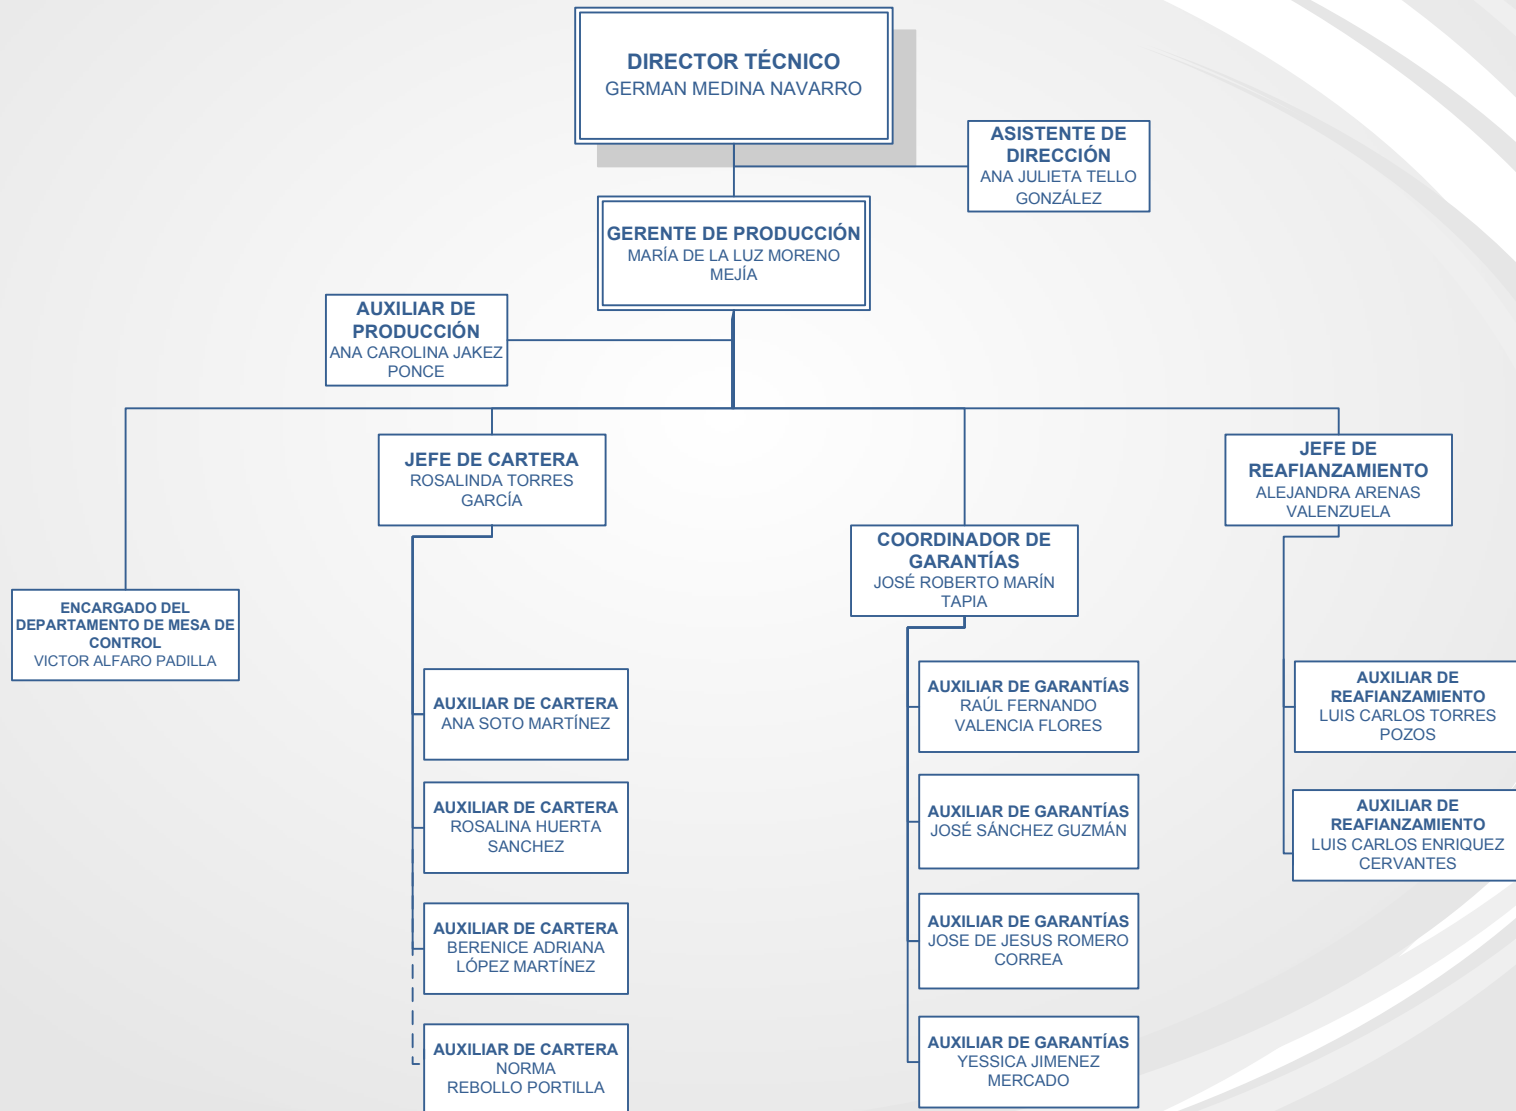 DIRECTOR TÉCNICO
GERMAN MEDINA NAVARRO
ASISTENTE DE
DIRECCIÓN
ANA JULIETA TELLO
GONZÁLEZ
GERENTE DE PRODUCCIÓN
MARÍA DE LA LUZ MORENO
MEJÍA
AUXILIAR DE
PRODUCCIÓN
ANA CAROLINA JAKEZ
PONCE
JEFE DE CARTERA
ROSALINDA TORRES
GARCÍA
JEFE DE
REAFIANZAMIENTO
ALEJANDRA ARENAS
VALENZUELA
COORDINADOR DE
GARANTÍAS
JOSÉ ROBERTO MARÍN
TAPIA
ENCARGADO DEL
DEPARTAMENTO DE MESA DE
CONTROL
VICTOR ALFARO PADILLA
AUXILIAR DE CARTERA
ANA SOTO MARTÍNEZ
AUXILIAR DE CARTERA
ROSALINA HUERTA
SANCHEZ
AUXILIAR DE CARTERA
BERENICE ADRIANA
LÓPEZ MARTÍNEZ
AUXILIAR DE CARTERA
NORMA
REBOLLO PORTILLA
AUXILIAR DE GARANTÍAS
RAÚL FERNANDO
VALENCIA FLORES
AUXILIAR DE GARANTÍAS
JOSÉ SÁNCHEZ GUZMÁN
AUXILIAR DE GARANTÍAS
JOSE DE JESUS ROMERO
CORREA
AUXILIAR DE GARANTÍAS
YESSICA JIMENEZ
MERCADO
AUXILIAR DE
REAFIANZAMIENTO
LUIS CARLOS TORRES
POZOS
AUXILIAR DE
REAFIANZAMIENTO
LUIS CARLOS ENRIQUEZ
CERVANTES